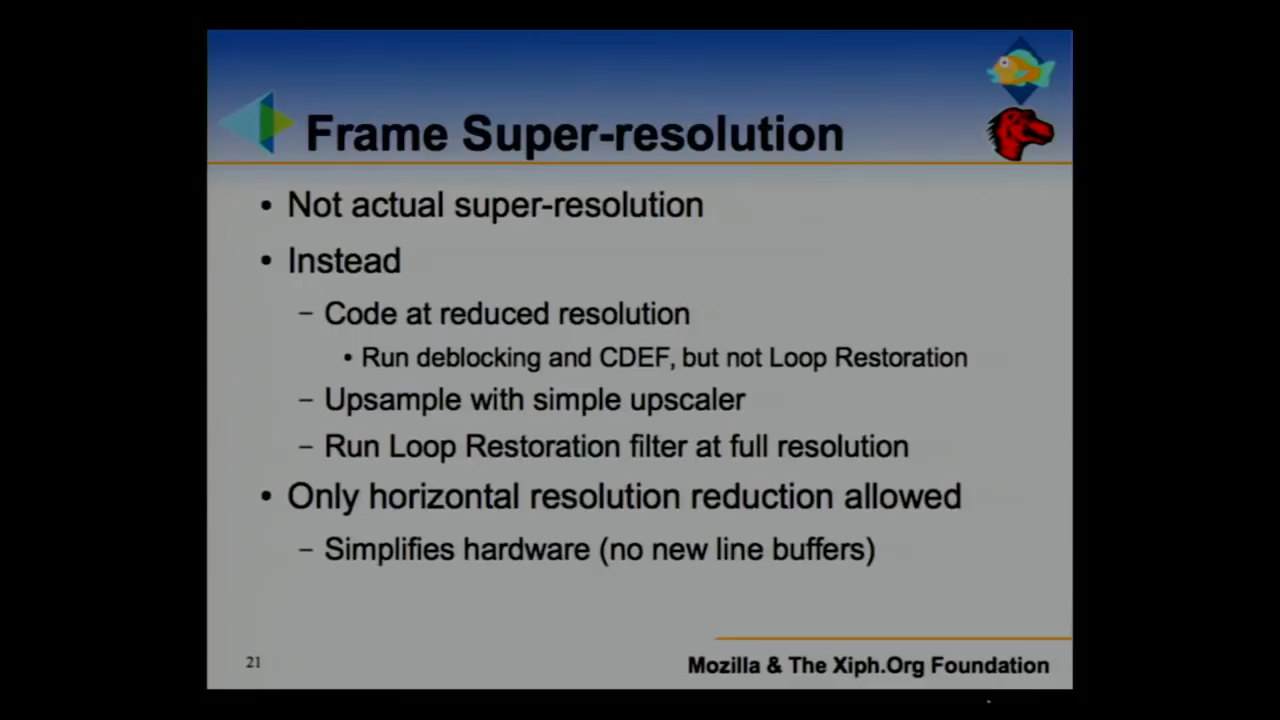 Frame Super-resolution
• Not actual super-resolution
• Instead
– Code at reduced resolution
• Run deblocking and CDEF, but not Loop Restoration
– Upsample with simple upscaler
– Run Loop Restoration filter at full resolution
• Only horizontal resolution reduction allowed
– Simplifies hardware (no new line buffers)
21
Mozilla & The Xiph.Org Foundation